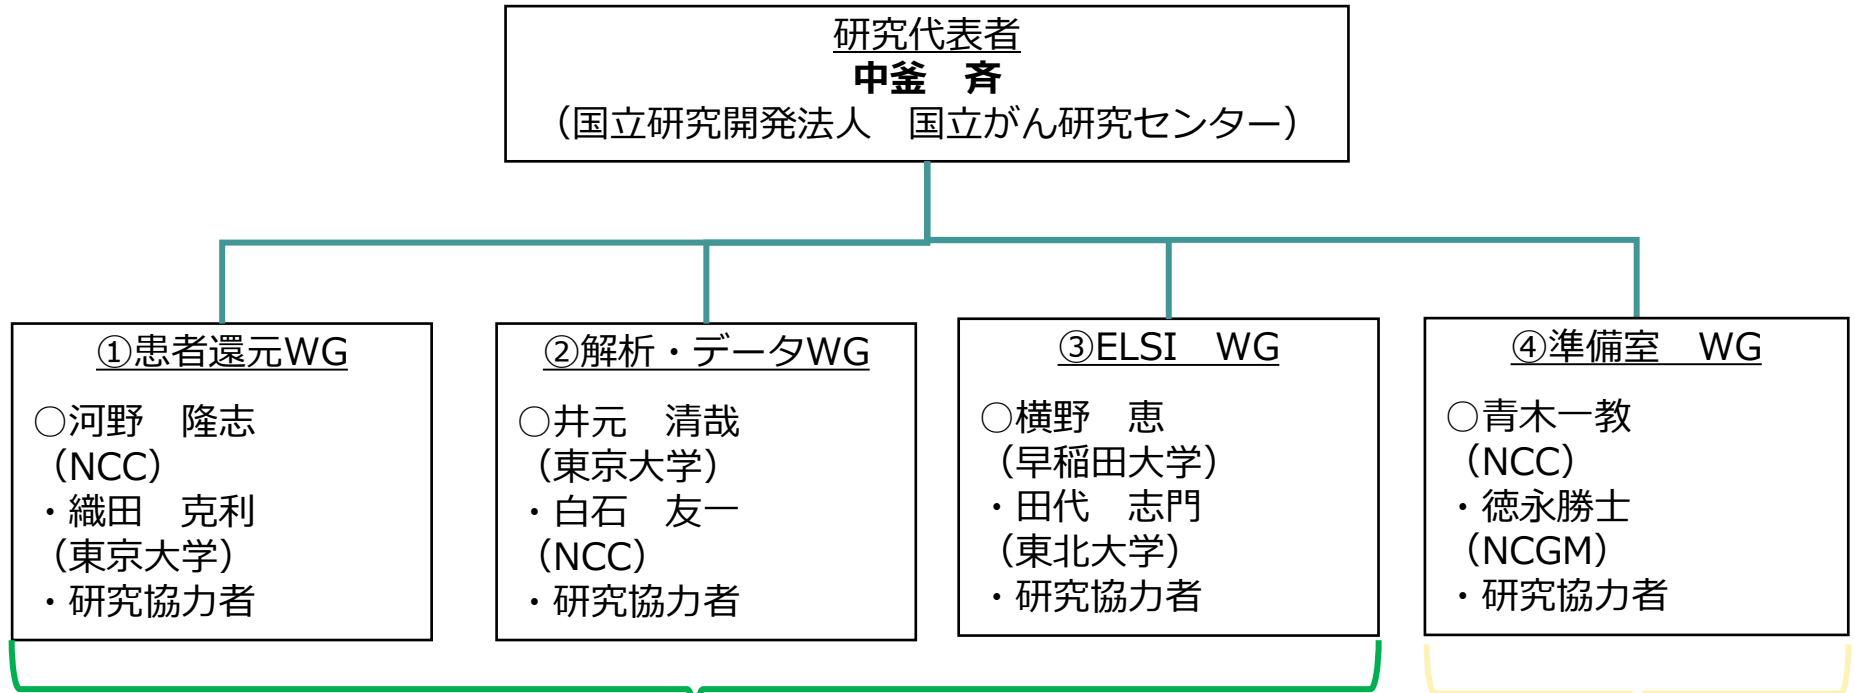 研究代表者
中釜　斉
（国立研究開発法人　国立がん研究センター）
①患者還元WG
○河野　隆志
（NCC）
・織田　克利
（東京大学）
・研究協力者
②解析・データWG
○井元　清哉
（東京大学）
・白石　友一
（NCC）
・研究協力者
③ELSI　WG
○横野　恵
（早稲田大学）
・田代　志門
（東北大学）
・研究協力者
④準備室　WG
○青木一教
（NCC）
・徳永勝士
（NCGM）
・研究協力者